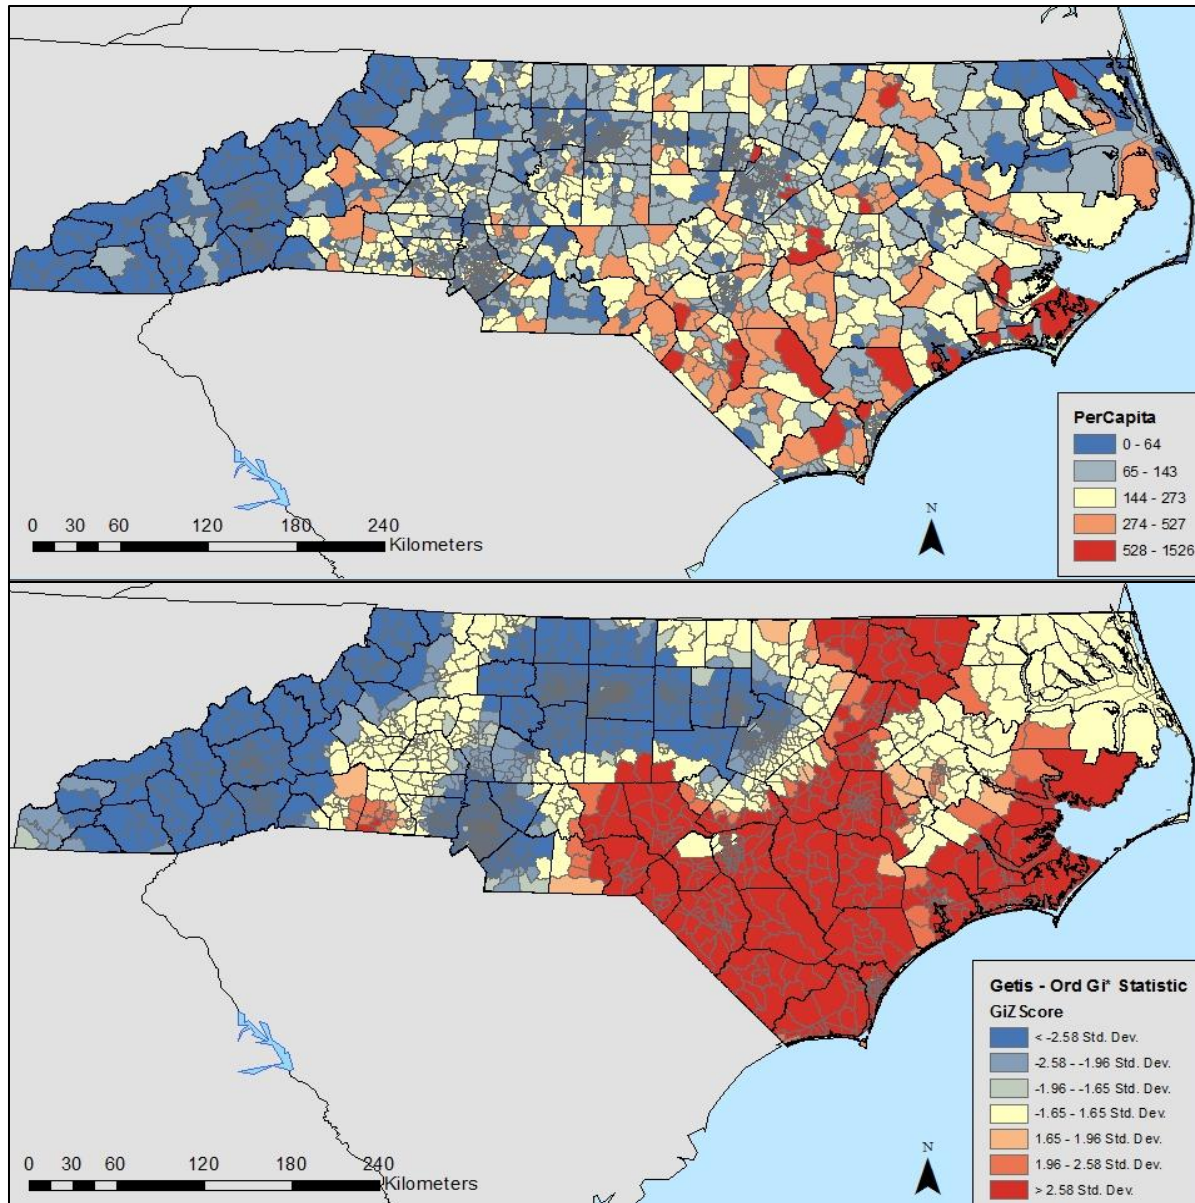 N
PerCapita
0 - 64
65 - 143
144 - 273
274 - 527
528 - 1526
0 30 60 120 180 240
Kilometers
Getis - Ord Gi* Statistic
GiZScore
< -2.58 Std. Dev.
-2.58 - -1.96 Std. Dev.
-1.96 - -1.65 Std. Dev.
-1.65 - 1.65 Std. Dev.
1.65 - 1.96 Std. Dev.
1.96 - 2.58 Std. Dev.
> 2.58 Std. Dev.
N
0 30 60 120 180 240
Kilometers